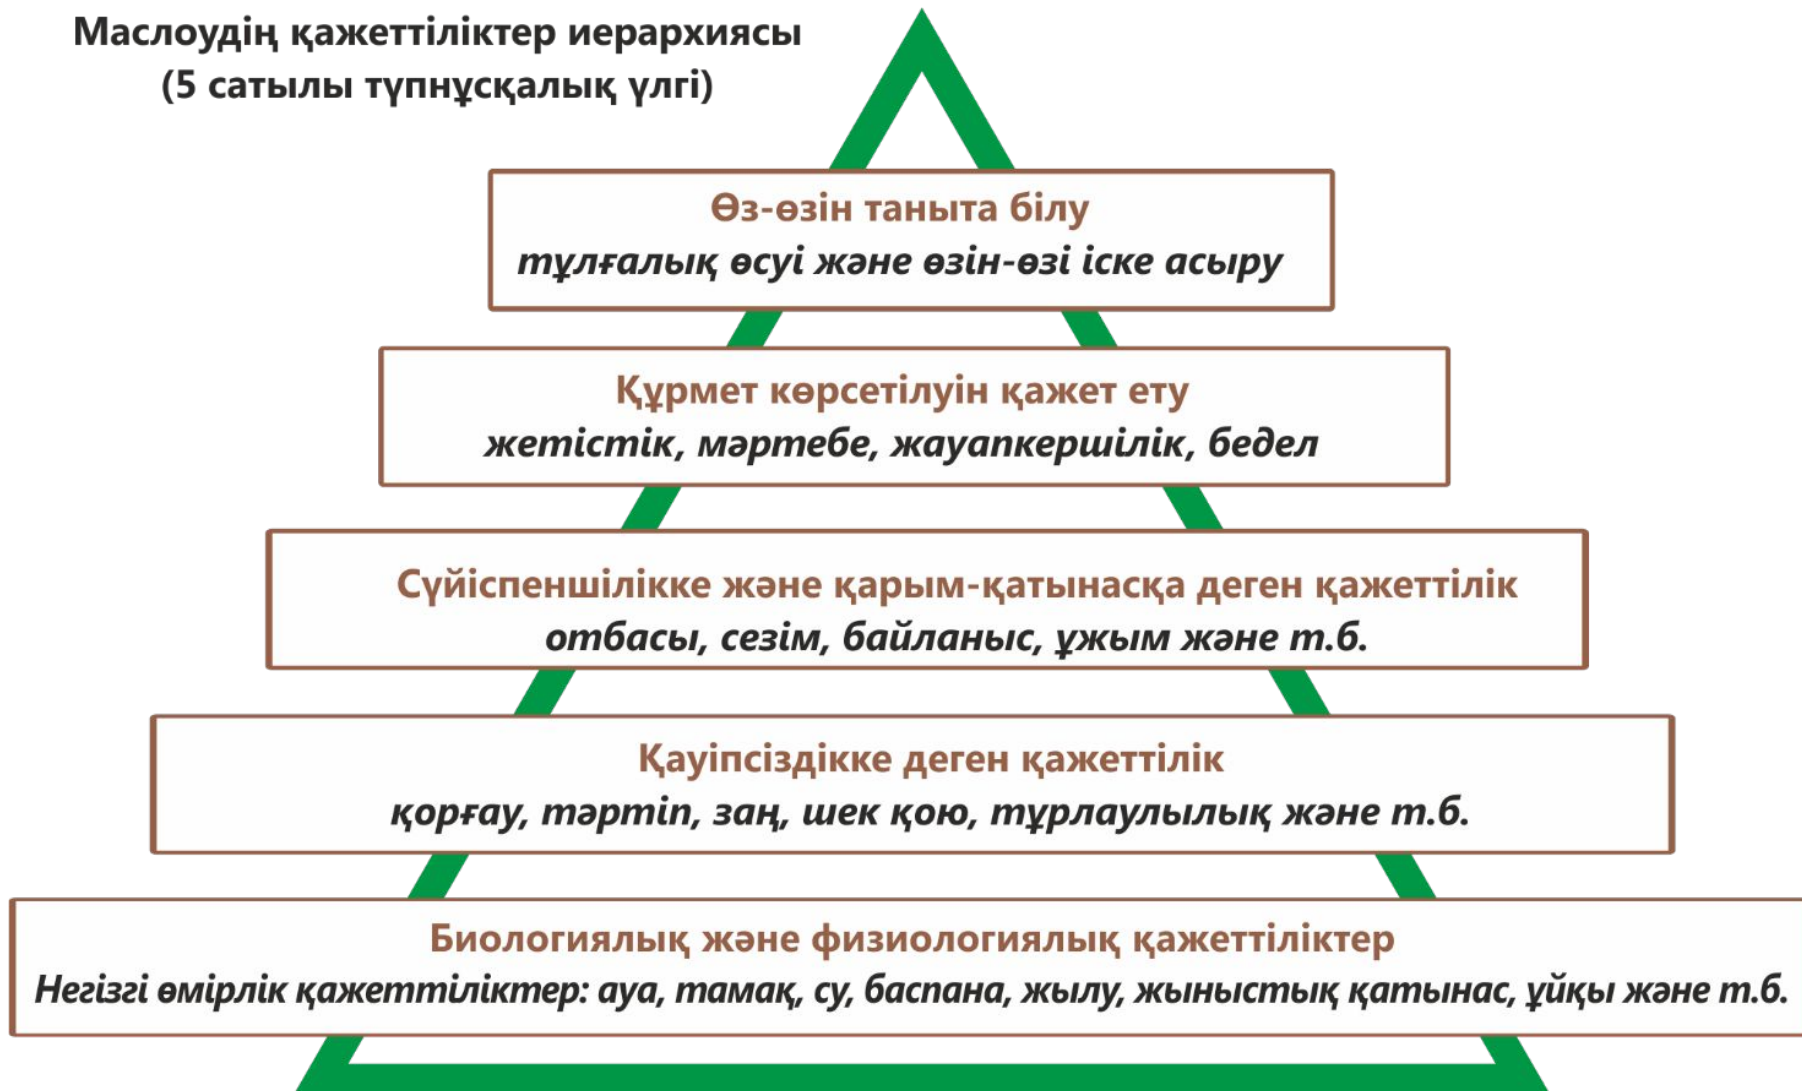 Маслоудің қажеттіліктер иерархиясы
(5 сатылы түпнұсқалық үлгі)
Өз-өзін таныта білу
тұлғалық өсуі және өзін-өзі іске асыру
Құрмет көрсетілуін қажет ету
жетістік, мәртебе, жауапкершілік, бедел
Сүйіспеншілікке және қарым-қатынасқа деген қажеттілік
отбасы, сезім, байланыс, ұжым және т.б.
Қауіпсіздікке деген қажеттілік
қорғау, тәртіп, заң, шек қою, тұрлаулылық және т.б.
Биологиялық және физиологиялық қажеттіліктер
Негізгі өмірлік қажеттіліктер: ауа, тамақ, су, баспана, жылу, жыныстық қатынас, ұйқы және т.б.